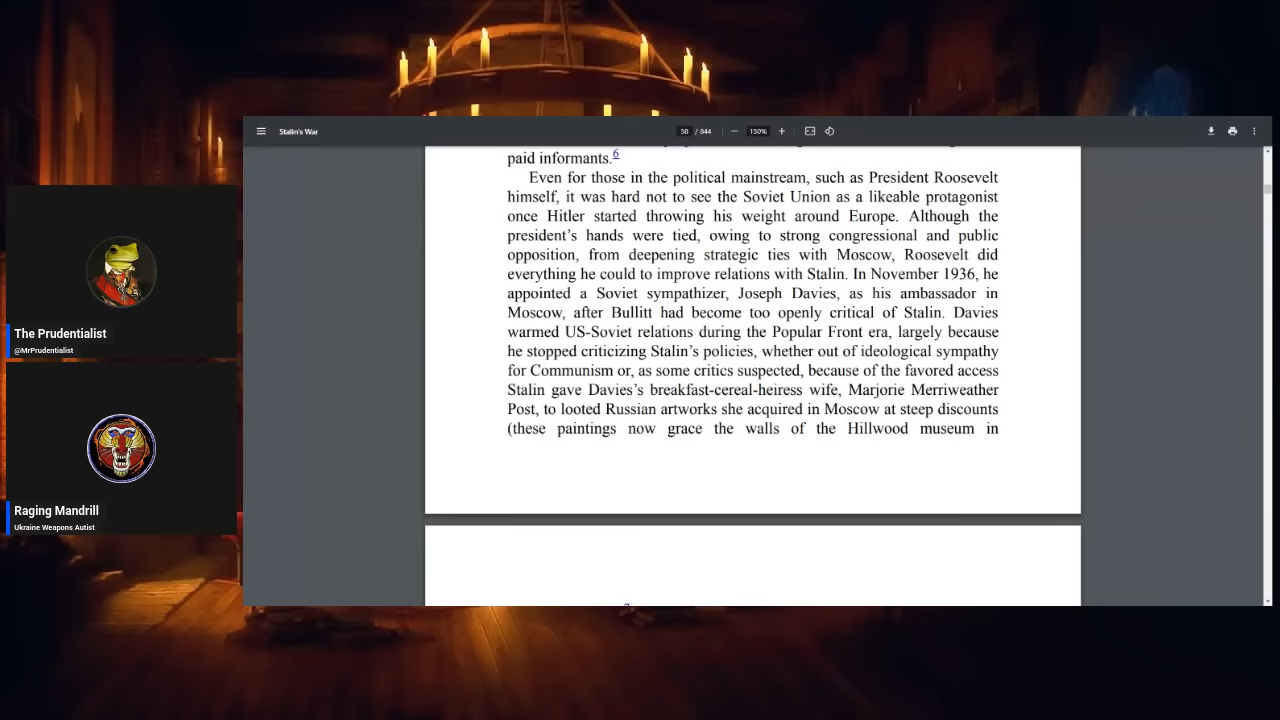 Stalin's War
58 / 844
150%
paid informants.6
Even for those in the political mainstream, such as President Roosevelt
himself, it was hard not to see the Soviet Union as a likeable protagonist
once Hitler started throwing his weight around Europe. Although the
president's hands were tied, owing to strong congressional and public
opposition, from deepening strategic ties with Moscow, Roosevelt did
everything he could to improve relations with Stalin. In November 1936, he
appointed a Soviet sympathizer, Joseph Davies, as his ambassador in
Moscow, after Bullitt had become too openly critical of Stalin. Davies
warmed US-Soviet relations during the Popular Front era, largely because
he stopped criticizing Stalin's policies, whether out of ideological sympathy
for Communism or, as some critics suspected, because of the favored access
Stalin gave Davies's breakfast-cereal-heiress wife, Marjorie Merriweather
Post, to looted Russian artworks she acquired in Moscow at steep discounts
(these paintings now grace the walls of the Hillwood museum in
The Prudentialist
@MrPrudentialist
Raging Mandrill
Ukraine Weapons Autist